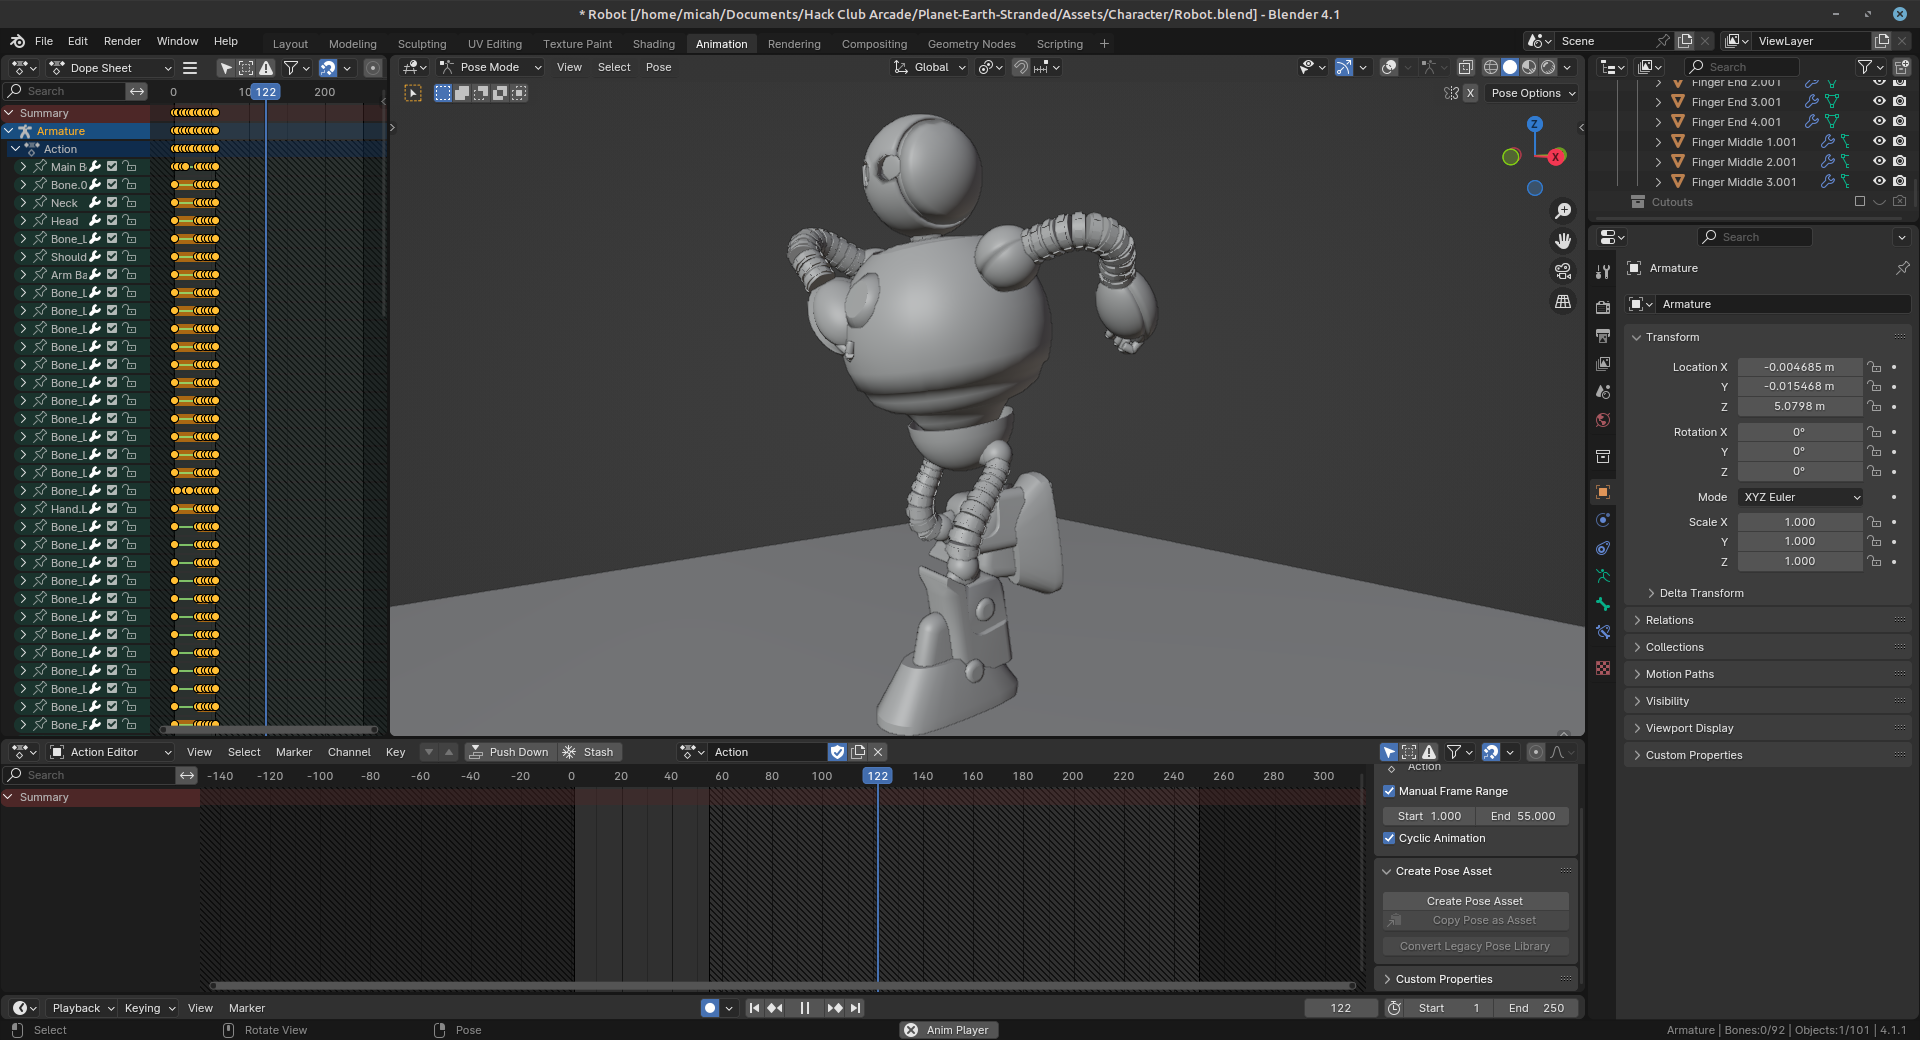 * Robot [/home/micah/Documents/Hack Club Arcade/Planet-Earth-Stranded/Assets/Character/Robot.blend] - Blender 4.1
File Edit Render Window Help
Layout Modeling Sculpting UV Editing Texture Paint Shading Animation Rendering Compositing Geometry Nodes Scripting +
Scene
ViewLayer
Dope Sheet
Pose Mode View Select Pose
Global
Search
Search
0 10 122 200
X Pose Options
Summary
Armature
Action
Main B
Bone.0
Neck
Head
Bone_L
Should
Arm Ba
Bone_L
Bone_L
Bone_L
Bone_L
Bone_L
Bone_L
Bone_L
Bone_L
Bone_L
Bone_L
Bone_L
Bone_L
Hand.L
Bone_L
Bone_L
Bone_L
Bone_L
Bone_L
Bone_L
Bone_L
Bone_L
Bone_L
Bone_L
Bone_L
Bone_F
Z
X
Finger End 2.001
Finger End 3.001
Finger End 4.001
Finger Middle 1.001
Finger Middle 2.001
Finger Middle 3.001
Cutouts
Search
Armature
Armature
Transform
Location X -0.004685 m
Y -0.015468 m
Z 5.0798 m
Rotation X 0°
Y 0°
Z 0°
Mode XYZ Euler
Scale X 1.000
Y 1.000
Z 1.000
Delta Transform
Relations
Collections
Motion Paths
Visibility
Viewport Display
Custom Properties
Action Editor View Select Marker Channel Key Push Down Stash Action
Search
-140 -120 -100 -80 -60 -40 -20 0 20 40 60 80 100 122 140 160 180 200 220 240 260 280 300
Summary
Action
Manual Frame Range
Start 1.000 End 55.000
Cyclic Animation
Create Pose Asset
Create Pose Asset
Copy Pose as Asset
Convert Legacy Pose Library
Custom Properties
Playback Keying View Marker
122 Start 1 End 250
Select Rotate View Pose
Anim Player
Armature | Bones:0/92 | Objects:1/101 | 4.1.1